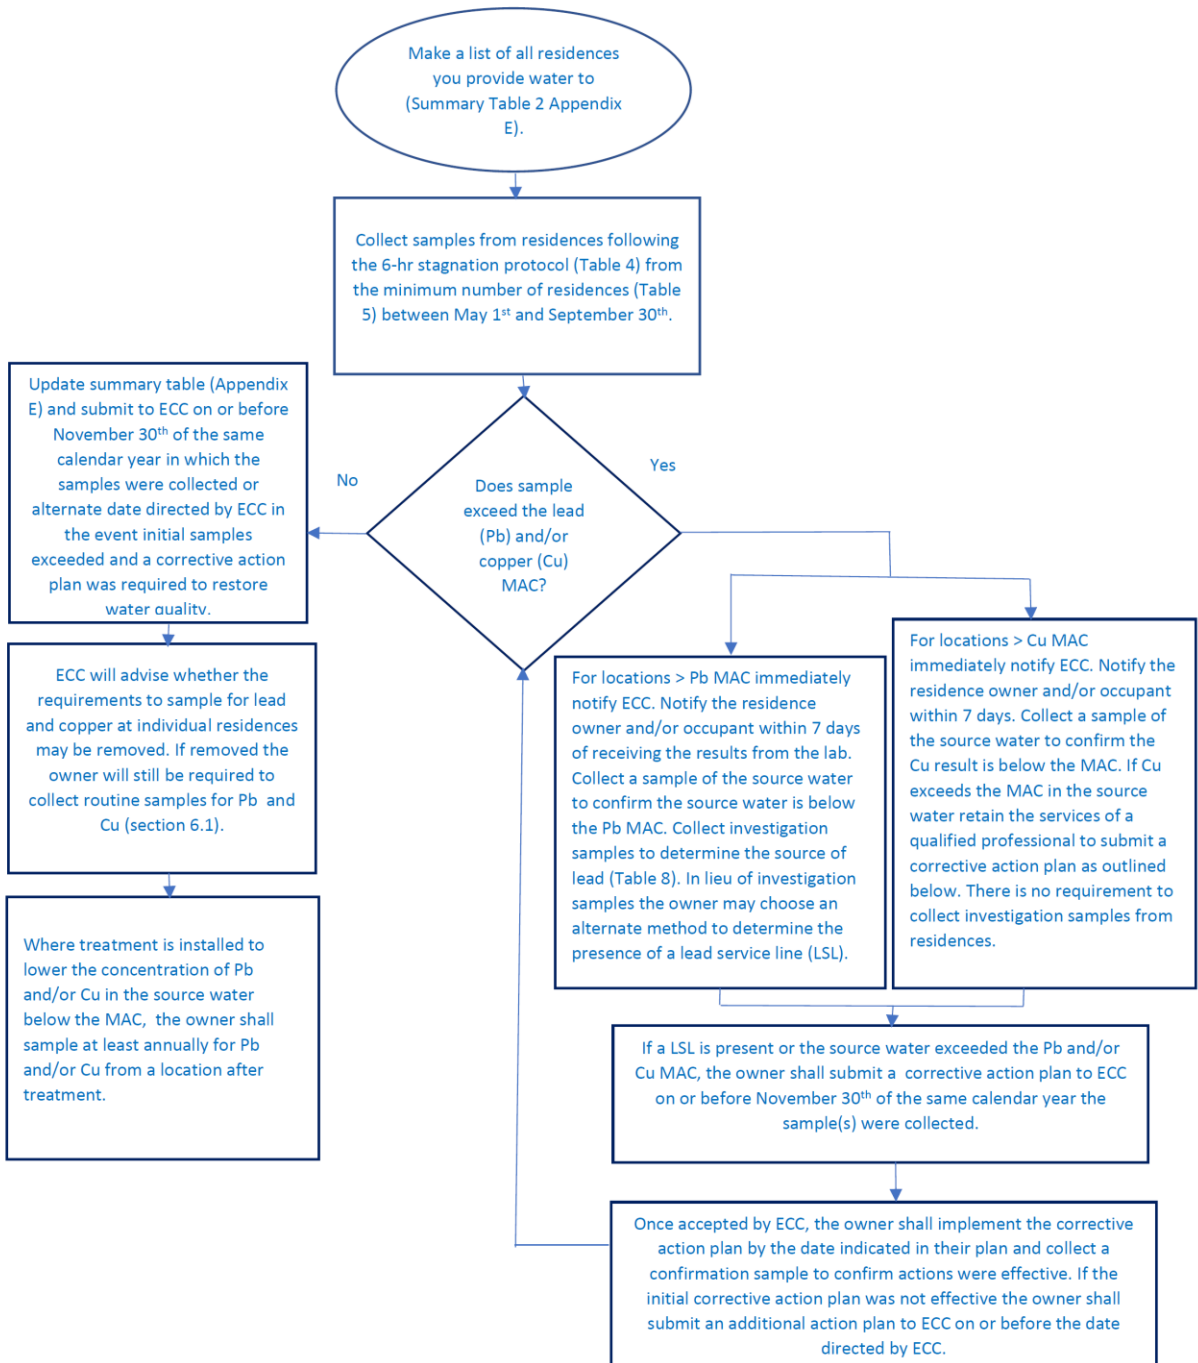 Make a list of all residences
you provide water to
(Summary Table 2 Appendix
E).
Collect samples from residences following
the 6-hr stagnation protocol (Table 4) from
the minimum number of residences (Table
5) between May 1st and September 30th.
Update summary table (Appendix
E) and submit to ECC on or before
November 30th of the same
calendar year in which the
samples were collected or
alternate date directed by ECC in
the event initial samples
exceeded and a corrective action
plan was required to restore
water quality.
No
Does sample
exceed the lead
(Pb) and/or
copper (Cu)
MAC?
Yes
ECC will advise whether the
requirements to sample for lead
and copper at individual residences
may be removed. If removed the
owner will still be required to
collect routine samples for Pb and
Cu (section 6.1).
Where treatment is installed to
lower the concentration of Pb
and/or Cu in the source water
below the MAC, the owner shall
sample at least annually for Pb
and/or Cu from a location after
treatment.
For locations > Pb MAC immediately
notify ECC. Notify the residence
owner and/or occupant within 7 days
of receiving the results from the lab.
Collect a sample of the source water
to confirm the source water is below
the Pb MAC. Collect investigation
samples to determine the source of
lead (Table 8). In lieu of investigation
samples the owner may choose an
alternate method to determine the
presence of a lead service line (LSL).
For locations > Cu MAC
immediately notify ECC. Notify the
residence owner and/or occupant
within 7 days. Collect a sample of
the source water to confirm the
Cu result is below the MAC. If Cu
exceeds the MAC in the source
water retain the services of a
qualified professional to submit a
corrective action plan as outlined
below. There is no requirement to
collect investigation samples from
residences.
If a LSL is present or the source water exceeded the Pb and/or
Cu MAC, the owner shall submit a corrective action plan to ECC
on or before November 30th of the same calendar year the
sample(s) were collected.
Once accepted by ECC, the owner shall implement the corrective
action plan by the date indicated in their plan and collect a
confirmation sample to confirm actions were effective. If the
initial corrective action plan was not effective the owner shall
submit an additional action plan to ECC on or before the date
directed by ECC.